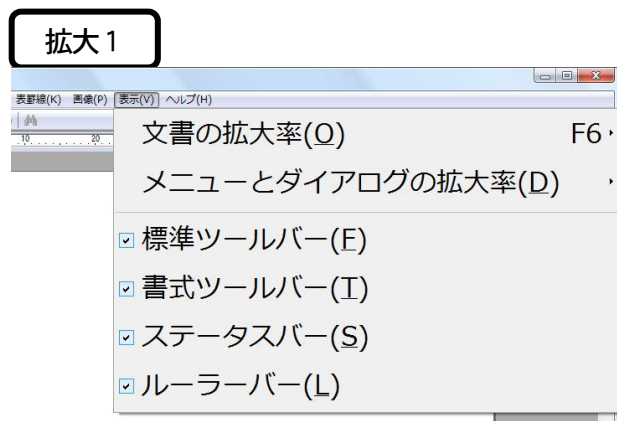 拡大1
表罫線(K) 画像(P) 表示(V) ヘルプ(H)
10 20
文書の拡大率(O) F6
メニューとダイアログの拡大率(D)
標準ツールバー(F)
書式ツールバー(T)
ステータスバー(S)
ルーラーバー(L)